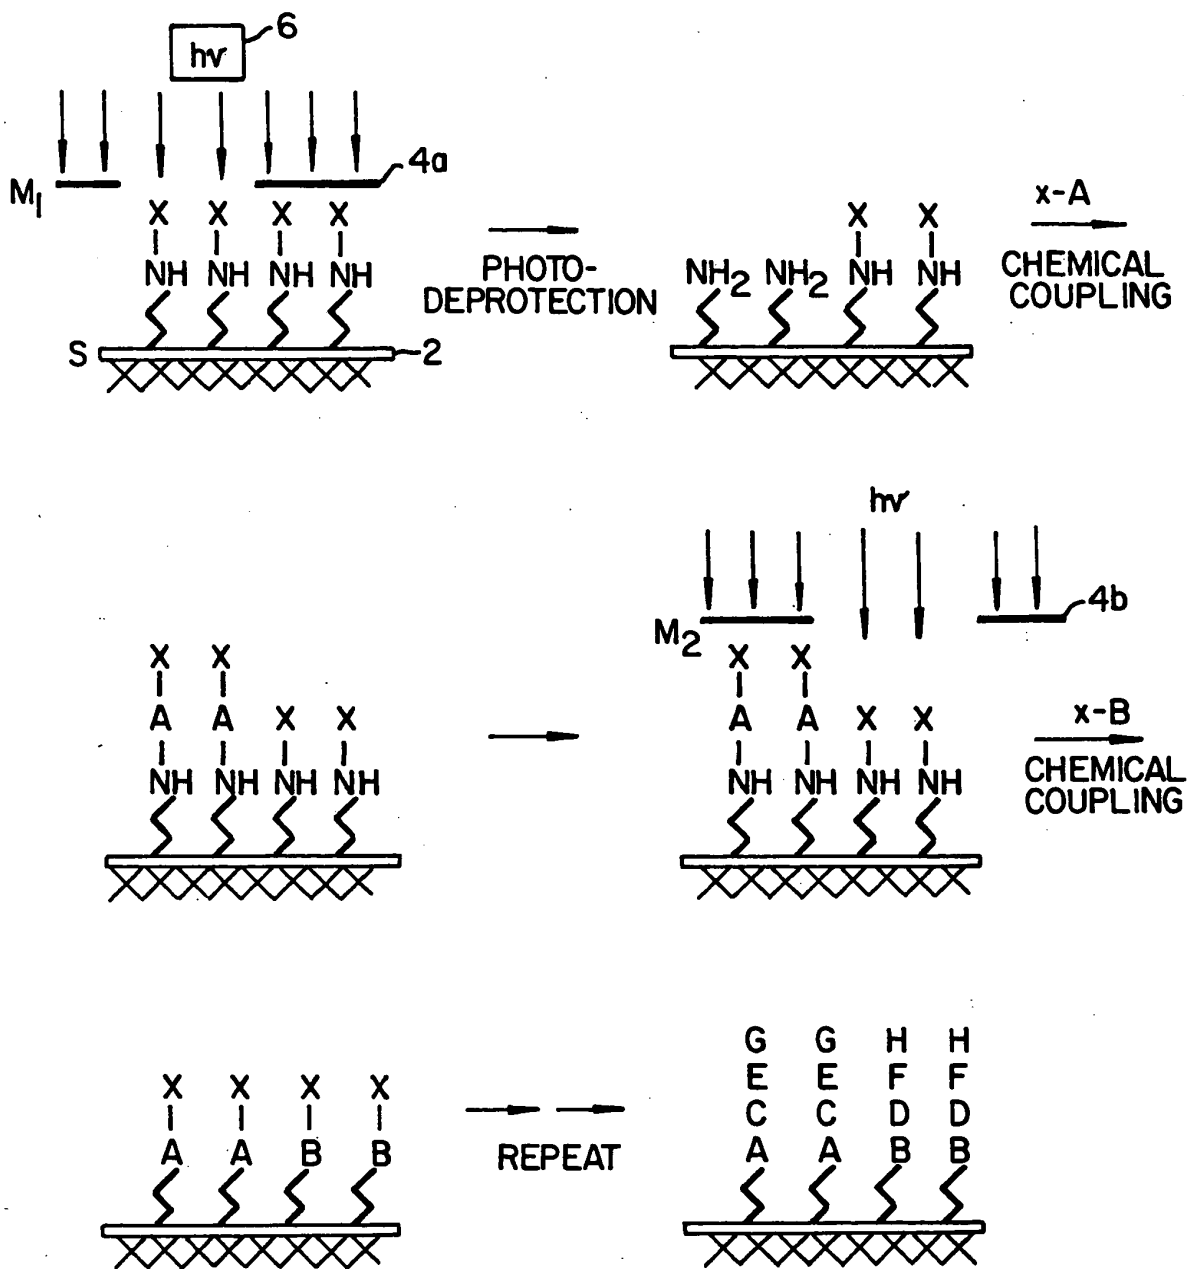 6
hν
4a
M1
X X X X
x-A
X X
NH NH NH NH
PHOTO-
DEPROTECTION
NH2 NH2 NH NH
CHEMICAL
COUPLING
S
2
hν
4b
M2
X X
X X
A A X X
A A X X
x-B
NH NH NH NH
NH NH NH NH
CHEMICAL
COUPLING
X X X X
A A B B
REPEAT
G G H H
E E F F
C C D D
A A B B